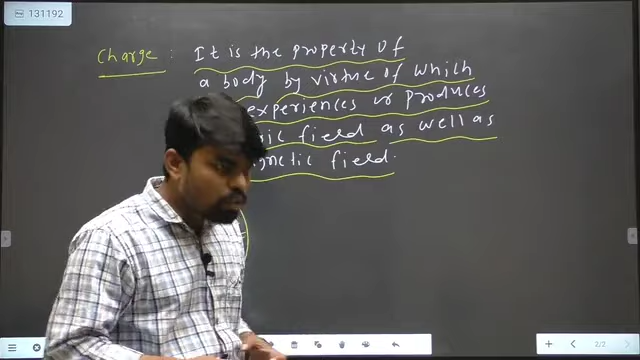 131192
Charge : It is the property of
a body by virtue of which
experiences or produces
field as well as
field.
2/2